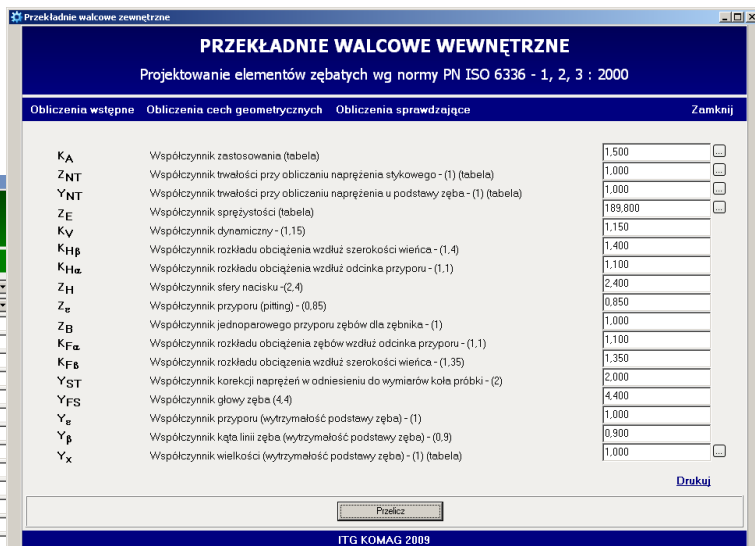 Przekładnie walcowe zewnętrzne
PRZEKŁADNIE WALCOWE WEWNĘTRZNE
Projektowanie elementów zębatych wg normy PN ISO 6336 - 1, 2, 3 : 2000
Obliczenia wstępne Obliczenia cech geometrycznych Obliczenia sprawdzające Zamknij
KA Współczynnik zastosowania (tabela) 1,500 ...
ZNT Współczynnik trwałości przy obliczaniu naprężenia stykowego - (1) (tabela) 1,000 ...
YNT Współczynnik trwałości przy obliczaniu naprężenia u podstawy zęba - (1) (tabela) 1,000 ...
ZE Współczynnik sprężystości (tabela) 189,800 ...
KV Współczynnik dynamiczny - (1,15) 1,150
KHβ Współczynnik rozkładu obciążenia wzdłuż szerokości wieńca - (1,4) 1,400
KHα Współczynnik rozkładu obciążenia wzdłuż odcinka przyporu - (1,1) 1,100
ZH Współczynnik sfery nacisku -(2,4) 2,400
Zε Współczynnik przyporu (pitting) - (0,85) 0,850
ZB Współczynnik jednoparowego przyporu zębów dla zębnika - (1) 1,000
KFα Współczynnik rozkładu obciążenia zębów wzdłuż odcinka przyporu - (1,1) 1,100
KFβ Współczynnik rozkładu obciązenia wzdłuż szerokości wieńca - (1,35) 1,350
YST Współczynnik korekcji naprężeń w odniesieniu do wymiarów koła próbki - (2) 2,000
YFS Współczynnik głowy zęba (4,4) 4,400
Yε Współczynnik przyporu (wytrzymałość podstawy zęba) - (1) 1,000
Yβ Współczynnik kąta linii zęba (wytrzymałość podstawy zęba) - (0,9) 0,900
Yx Współczynnik wielkości (wytrzymałość podstawy zęba) - (1) (tabela) 1,000 ...
Drukuj
Przelicz
ITG KOMAG 2009